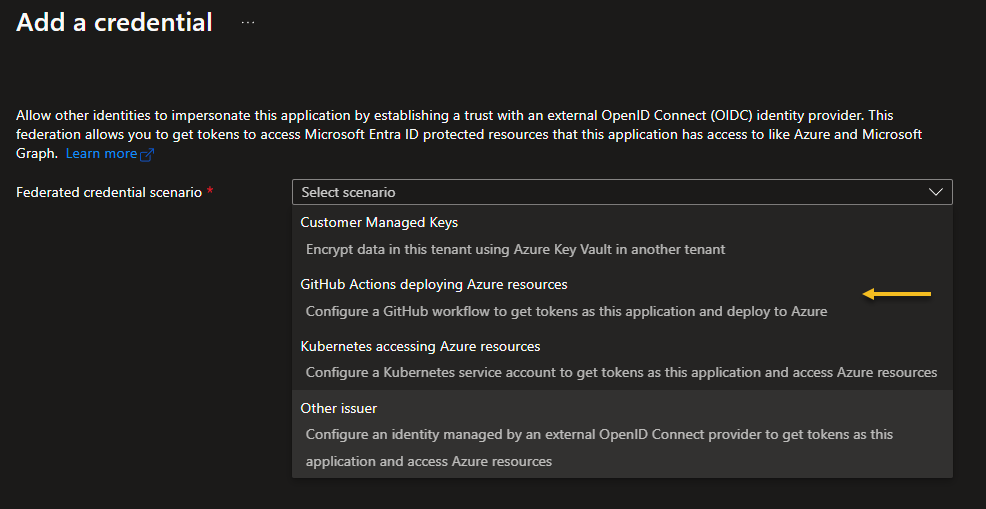 Add a credential ...
Allow other identities to impersonate this application by establishing a trust with an external OpenID Connect (OIDC) identity provider. This
federation allows you to get tokens to access Microsoft Entra ID protected resources that this application has access to like Azure and Microsoft
Graph. Learn more
Federated credential scenario * Select scenario
Customer Managed Keys
Encrypt data in this tenant using Azure Key Vault in another tenant
GitHub Actions deploying Azure resources
Configure a GitHub workflow to get tokens as this application and deploy to Azure
Kubernetes accessing Azure resources
Configure a Kubernetes service account to get tokens as this application and access Azure resources
Other issuer
Configure an identity managed by an external OpenID Connect provider to get tokens as this
application and access Azure resources